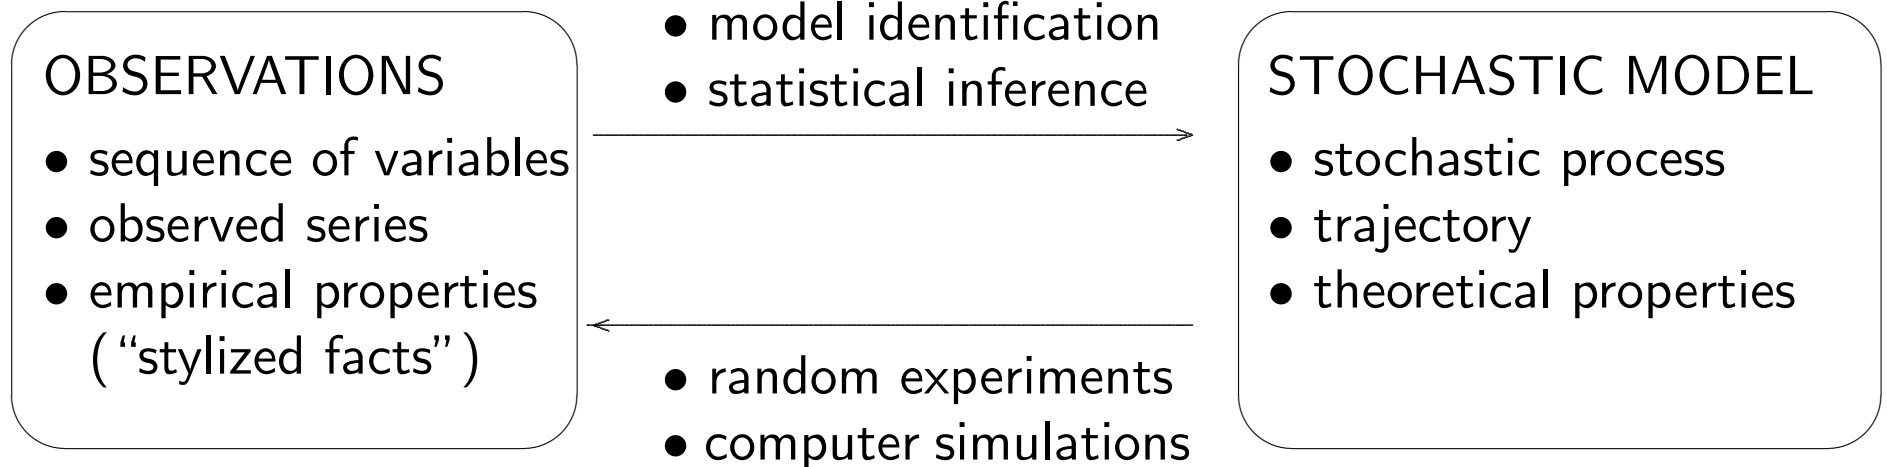 OBSERVATIONS
• sequence of variables
• observed series
• empirical properties
(“stylized facts”)
• model identification
• statistical inference
• random experiments
• computer simulations
STOCHASTIC MODEL
• stochastic process
• trajectory
• theoretical properties